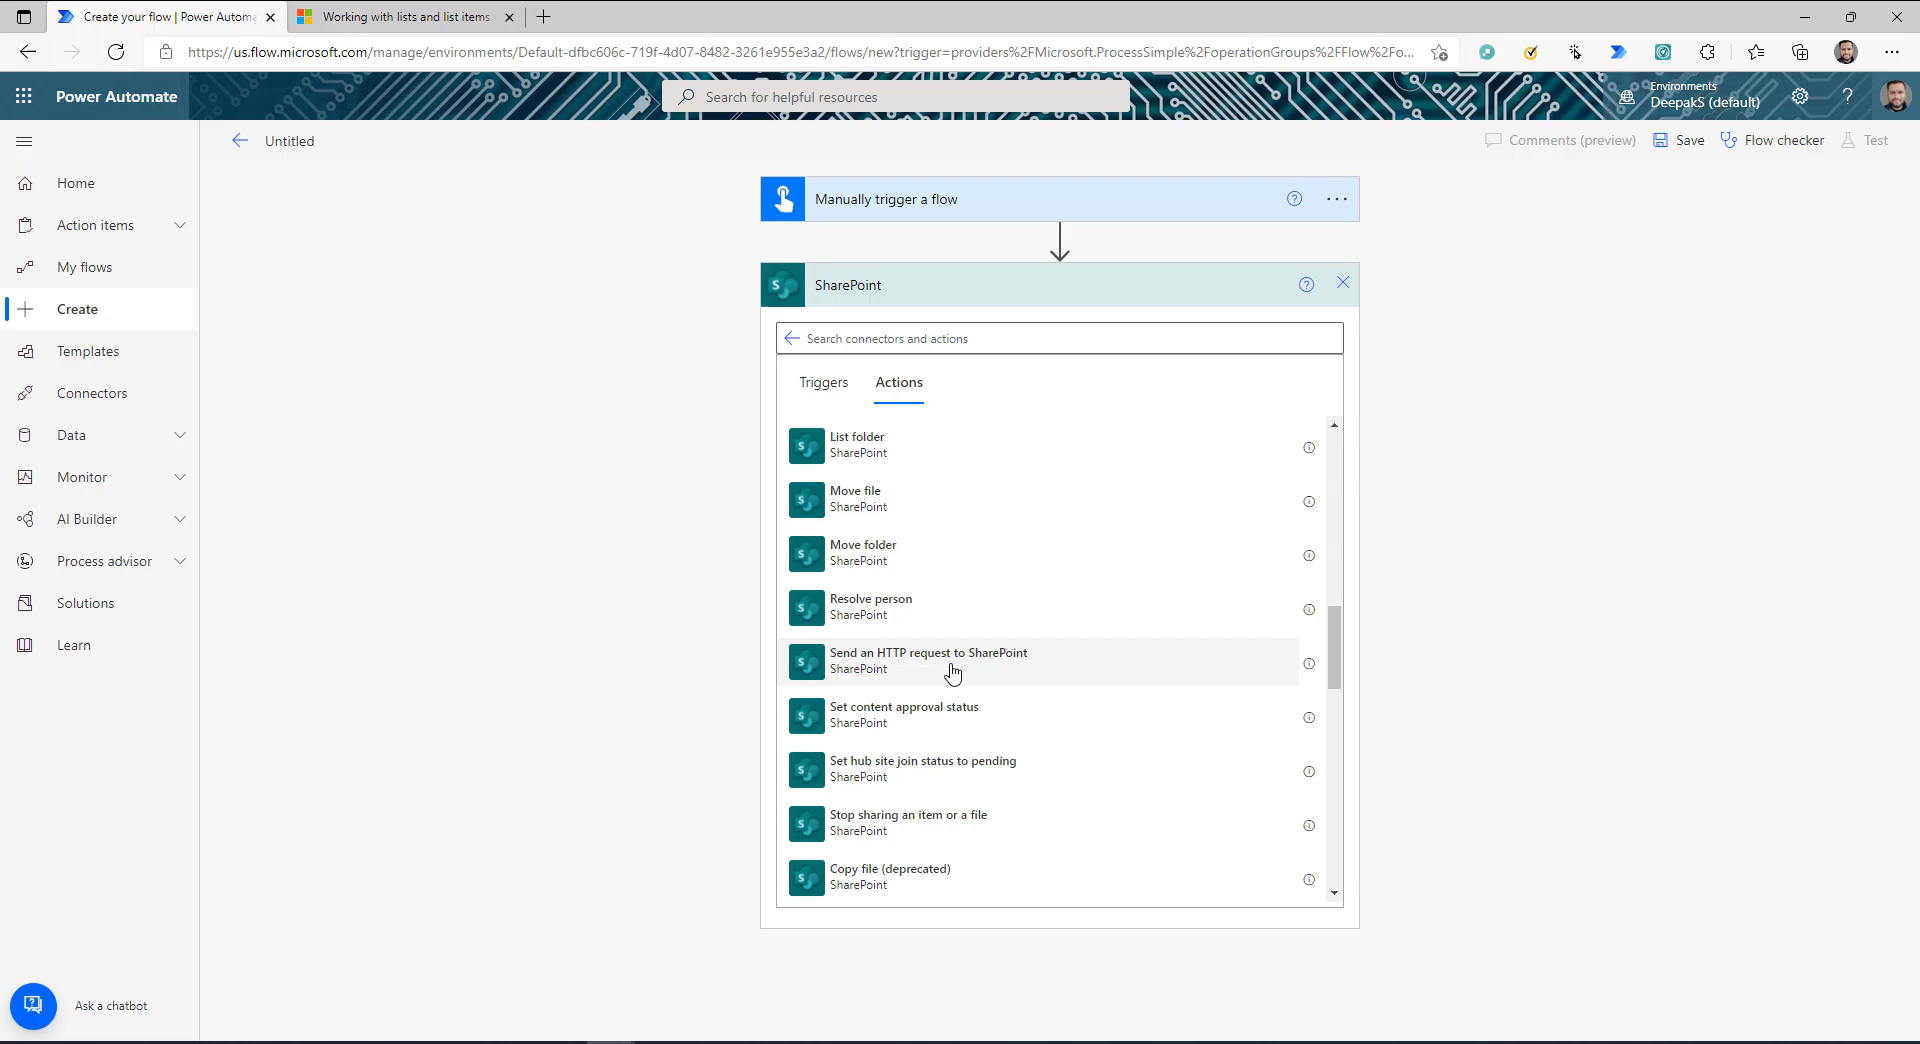 Create your flow | Power Automa
Working with lists and list items
https://us.flow.microsoft.com/manage/environments/Default-dfbc606c-719f-4d07-8482-3261e955e3a2/flows/new?trigger=providers%2FMicrosoft.ProcessSimple%2FoperationGroups%2FFlow%2Fo...
Power Automate
Search for helpful resources
Environments
DeepakS (default)
Untitled
Comments (preview)
Save
Flow checker
Test
Home
Action items
My flows
Create
Templates
Connectors
Data
Monitor
AI Builder
Process advisor
Solutions
Learn
Ask a chatbot
Manually trigger a flow
SharePoint
Search connectors and actions
Triggers
Actions
List folder
SharePoint
Move file
SharePoint
Move folder
SharePoint
Resolve person
SharePoint
Send an HTTP request to SharePoint
SharePoint
Set content approval status
SharePoint
Set hub site join status to pending
SharePoint
Stop sharing an item or a file
SharePoint
Copy file (deprecated)
SharePoint